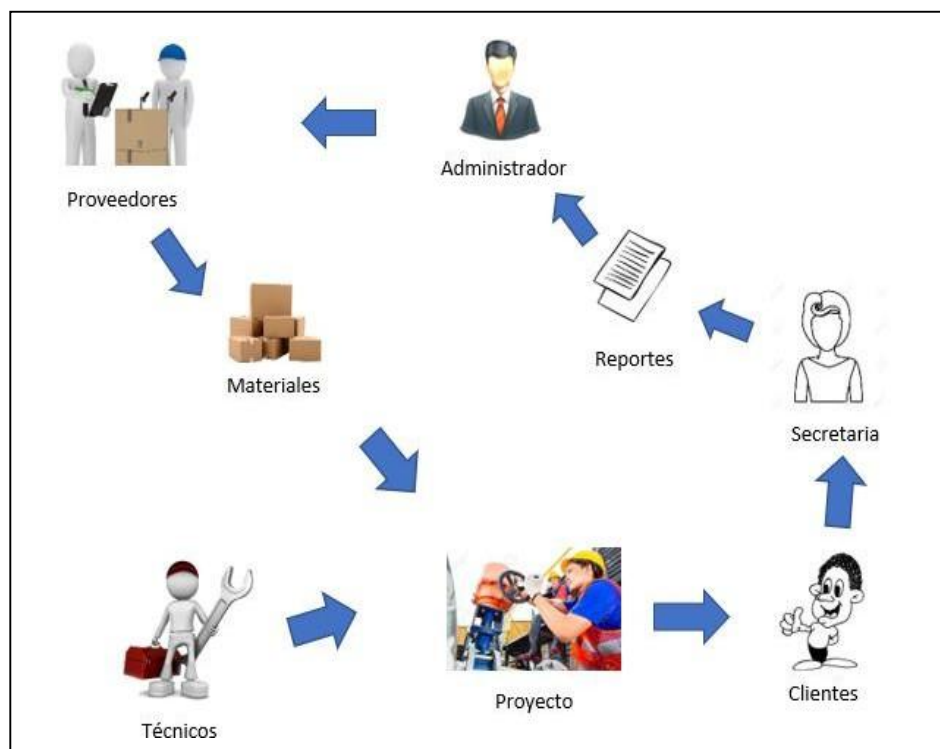 Administrador
Proveedores
Reportes
Materiales
Secretaria
Proyecto
Clientes
Técnicos